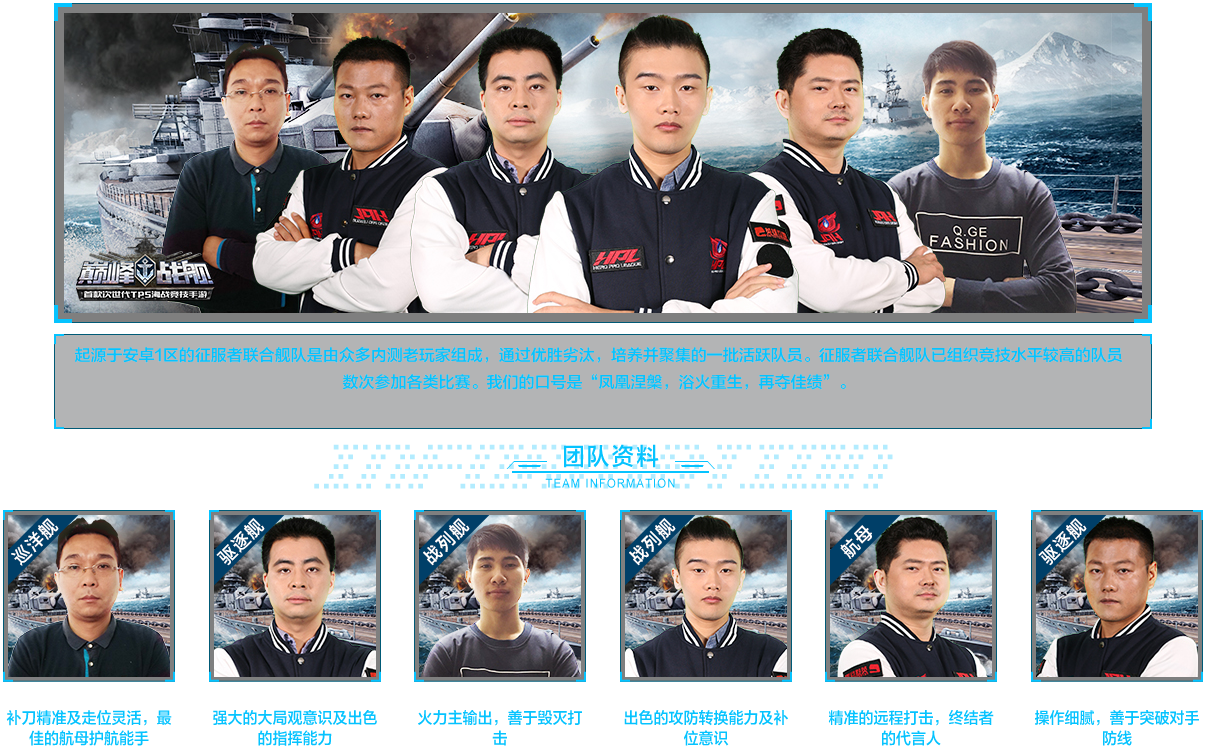 巅峰战舰
首款次世代TPS海战竞技手游
HPL
HERO PRO LEAGUE
Q.GE
FASHION
起源于安卓1区的征服者联合舰队是由众多内测老玩家组成，通过优胜劣汰，培养并聚集的一批活跃队员。征服者联合舰队已组织竞技水平较高的队员
数次参加各类比赛。我们的口号是“凤凰涅槃，浴火重生，再夺佳绩”。
团队资料
TEAM INFORMATION
巡洋舰
驱逐舰
战列舰
战列舰
航母
驱逐舰
补刀精准及走位灵活，最
佳的航母护航能手
强大的大局观意识及出色
的指挥能力
火力主输出，善于毁灭打
击
出色的攻防转换能力及补
位意识
精准的远程打击，终结者
的代言人
操作细腻，善于突破对手
防线